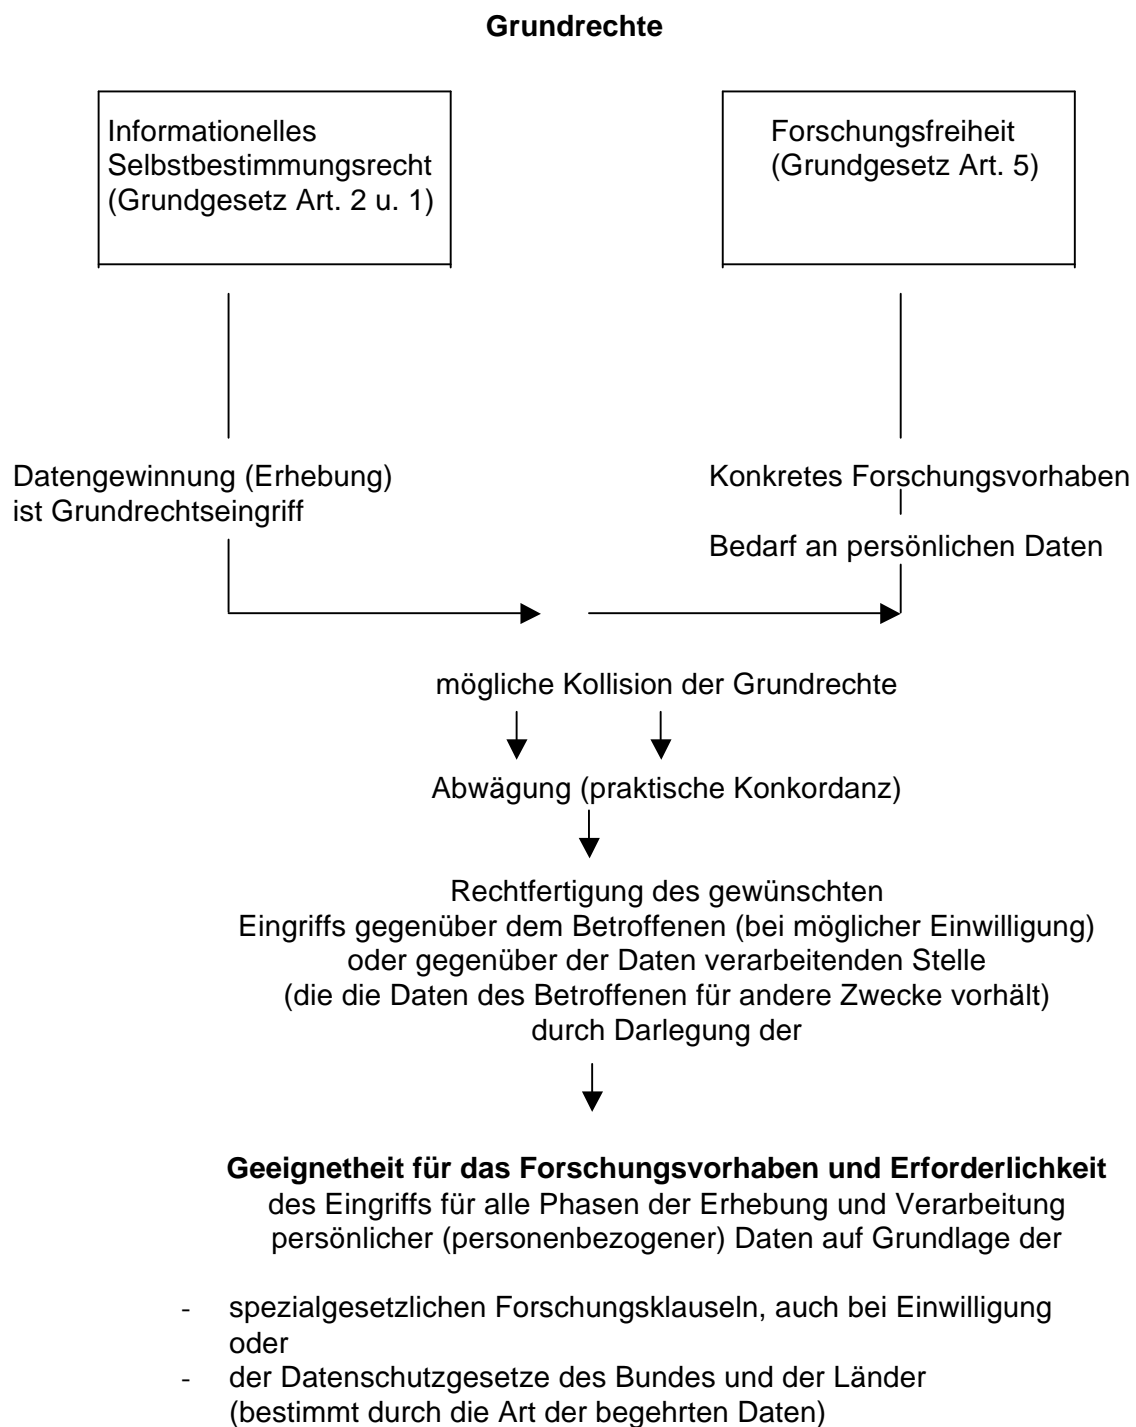 Grundrechte
Informationelles
Selbstbestimmungsrecht
(Grundgesetz Art. 2 u. 1)
Forschungsfreiheit
(Grundgesetz Art. 5)
Datengewinnung (Erhebung)
ist Grundrechtseingriff
Konkretes Forschungsvorhaben
Bedarf an persönlichen Daten
mögliche Kollision der Grundrechte
Abwägung (praktische Konkordanz)
Rechtfertigung des gewünschten
Eingriffs gegenüber dem Betroffenen (bei möglicher Einwilligung)
oder gegenüber der Daten verarbeitenden Stelle
(die die Daten des Betroffenen für andere Zwecke vorhält)
durch Darlegung der
Geeignetheit für das Forschungsvorhaben und Erforderlichkeit
des Eingriffs für alle Phasen der Erhebung und Verarbeitung
persönlicher (personenbezogener) Daten auf Grundlage der
- spezialgesetzlichen Forschungsklauseln, auch bei Einwilligung
oder
- der Datenschutzgesetze des Bundes und der Länder
(bestimmt durch die Art der begehrten Daten)